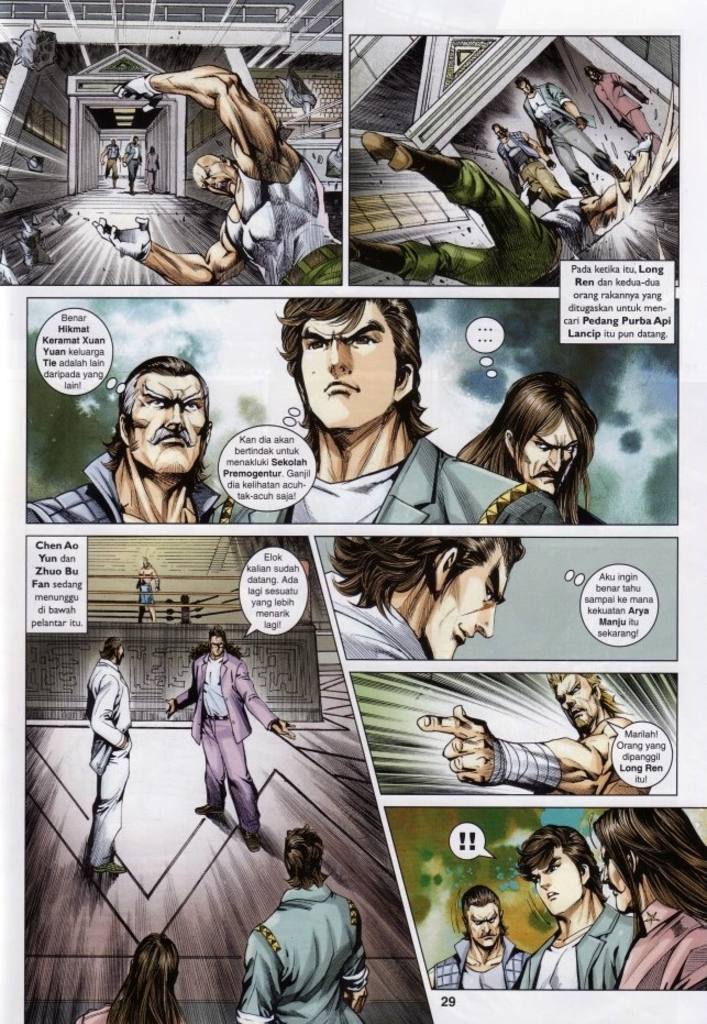 Pada ketika itu, Long
Ren dan kedua-dua
orang rakannya yang
ditugaskan untuk men-
cari Pedang Purba Api
Lancip itu pun datang.
Benar
Hikmat
Keramat Xuan
Yuan keluarga
Tie adalah lain
daripada yang
lain!
Kan dia akan
bertindak untuk
menakluki Sekolah
Premogentur. Ganjil
dia kelihatan acuh-
tak-acuh saja!
...
...
Chen Ao
Yun dan
Zhuo Bu
Fan sedang
menunggu
di bawah
pelantar itu.
Elok
kalian sudah
datang. Ada
lagi sesuatu
yang lebih
menarik
lagi!
Aku ingin
benar tahu
sampai ke mana
kekuatan Arya
Manju itu
sekarang!
Marilah!
Orang yang
dipanggil
Long Ren
itu!
!!
29